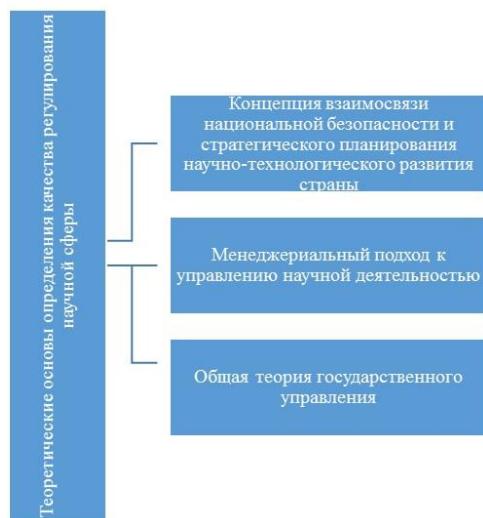 Теоретические основы определения качества регулирования
научной сферы
Концепция взаимосвязи
национальной безопасности и
стратегического планирования
научно-технологического развития
страны
Менеджериальный подход к
управлению научной деятельностью
Общая теория государственного
управления